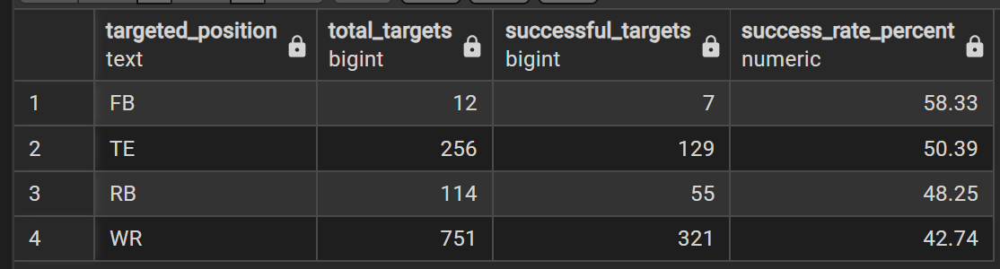 targeted_position total_targets successful_targets success_rate_percent
text bigint bigint numeric
1 FB 12 7 58.33
2 TE 256 129 50.39
3 RB 114 55 48.25
4 WR 751 321 42.74